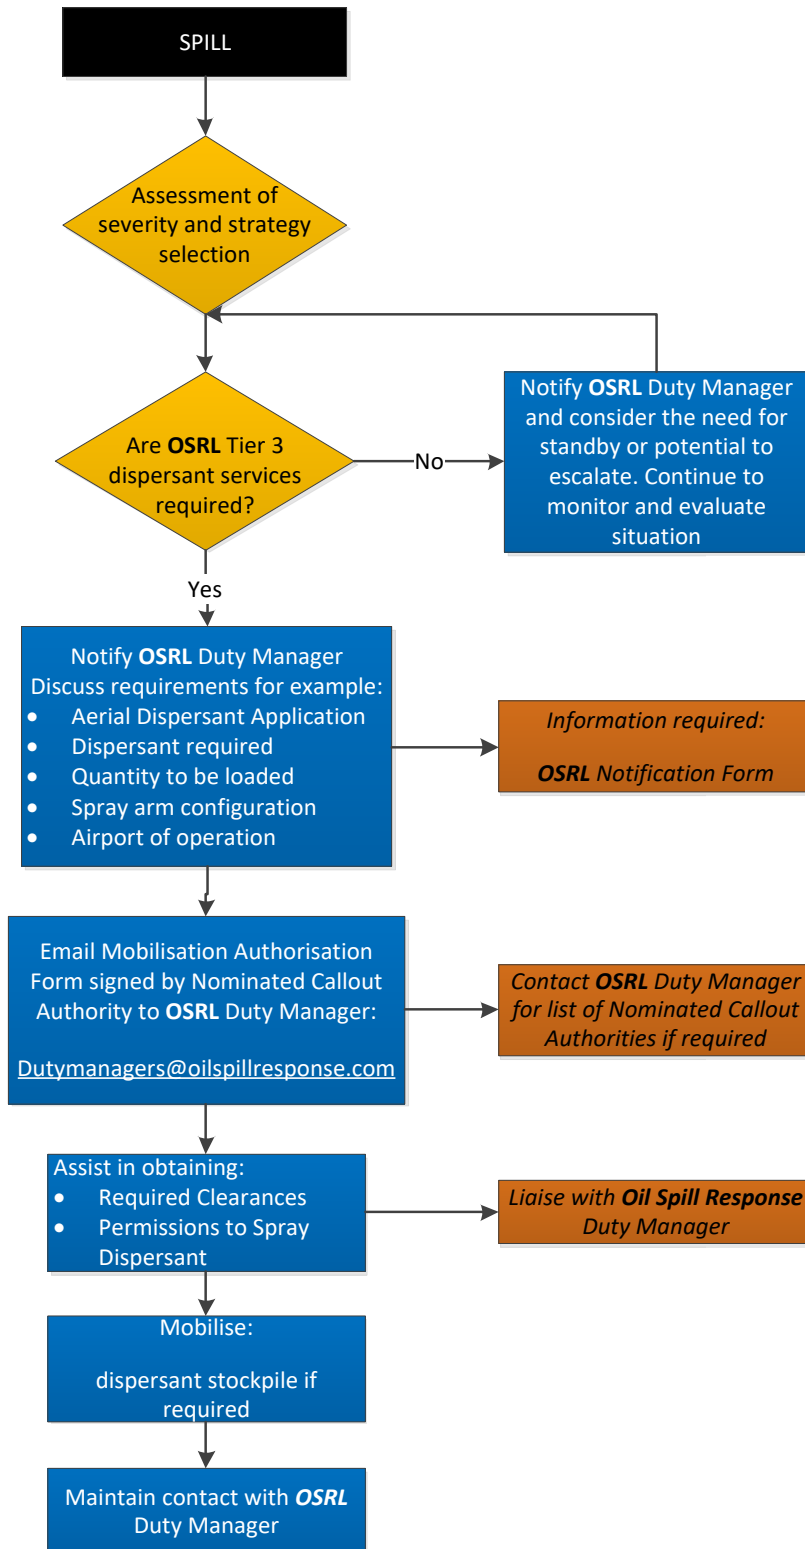 SPILL
Assessment of
severity and strategy
selection
Are OSRL Tier 3
dispersant services
required?
No
Notify OSRL Duty Manager
and consider the need for
standby or potential to
escalate. Continue to
monitor and evaluate
situation
Yes
Notify OSRL Duty Manager
Discuss requirements for example:
• Aerial Dispersant Application
• Dispersant required
• Quantity to be loaded
• Spray arm configuration
• Airport of operation
Information required:
OSRL Notification Form
Email Mobilisation Authorisation
Form signed by Nominated Callout
Authority to OSRL Duty Manager:
Dutymanagers@oilspillresponse.com
Contact OSRL Duty Manager
for list of Nominated Callout
Authorities if required
Assist in obtaining:
• Required Clearances
• Permissions to Spray
Dispersant
Liaise with Oil Spill Response
Duty Manager
Mobilise:
dispersant stockpile if
required
Maintain contact with OSRL
Duty Manager